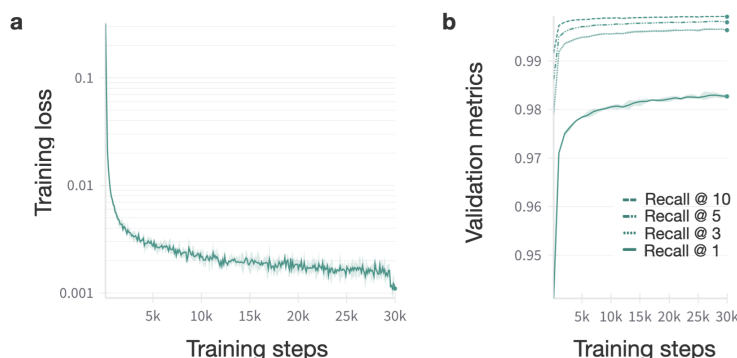 a
Training loss
0.1
0.01
0.001
5k 10k 15k 20k 25k 30k
Training steps
b
Validation metrics
0.99
0.98
0.97
0.96
0.95
Recall @ 10
Recall @ 5
Recall @ 3
Recall @ 1
5k 10k 15k 20k 25k 30k
Training steps